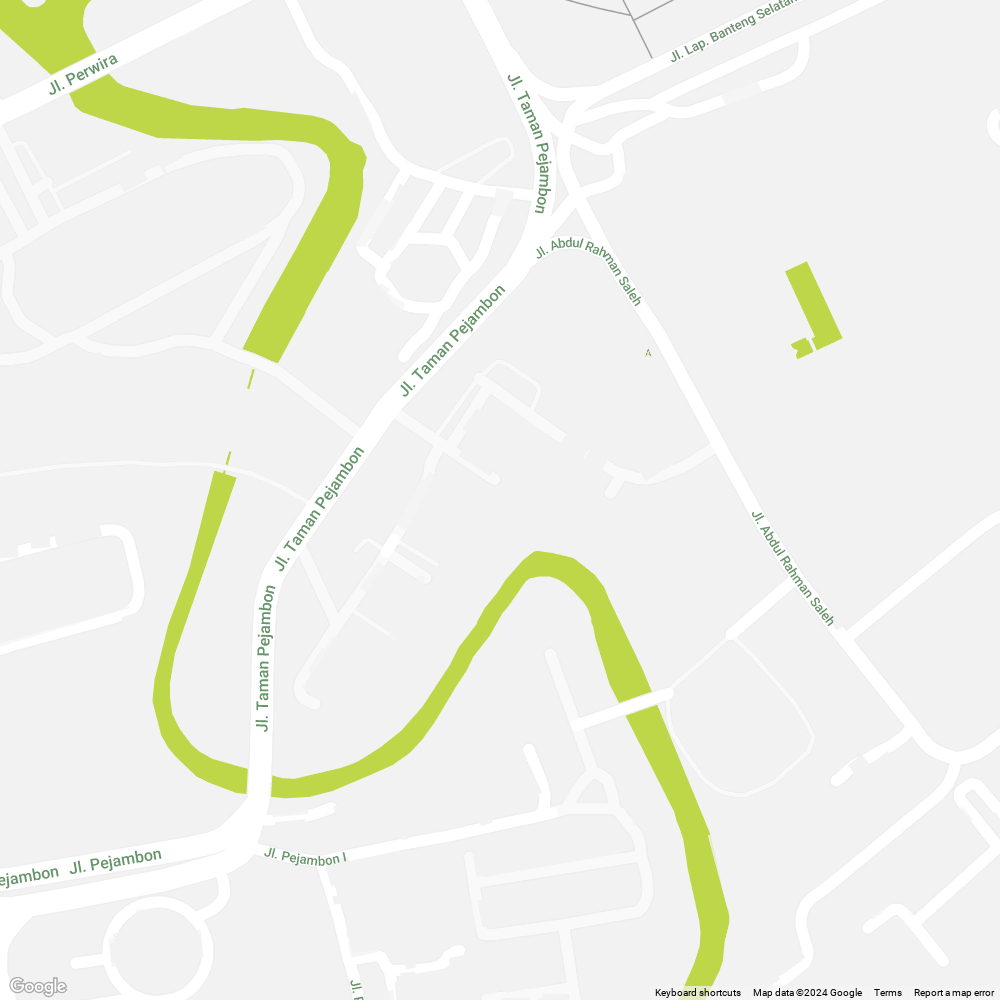 Jl. Perwira
Jl. Lap. Banteng Selatan
Jl. Taman Pejambon
Jl. Abdul Rahman Saleh
Jl. Taman Pejambon
Jl. Taman Pejambon
Jl. Abdul Rahman Saleh
Jl. Taman Pejambon
Jl. Pejambon I
ejambon
Jl. Pejambon
Google
Keyboard shortcuts
Map data ©2024 Google
Terms
Report a map error